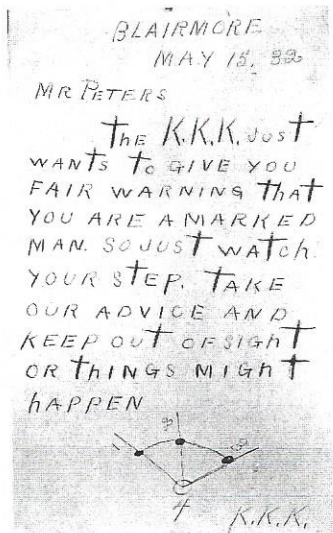 BLAIRMORE
MAY 15, 32
MR PETERS
The K.K.K. JUST
WANTS TO GIVE YOU
FAIR WARNING ThAT
YOU ARE A MARKED
MAN. SO JUST WATCh
YOUR STEP. TAKE
OUR ADVICE AND
KEEP OUT OF SIGhT
OR ThINGS MIGhT
hAPPEN
4
K.K.K.